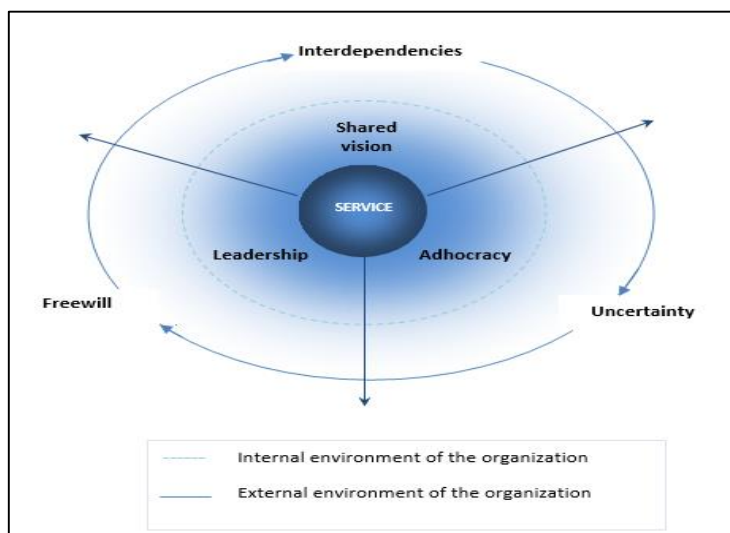 Interdependencies
Shared
vision
SERVICE
Leadership
Adhocracy
Freewill
Uncertainty
Internal environment of the organization
External environment of the organization